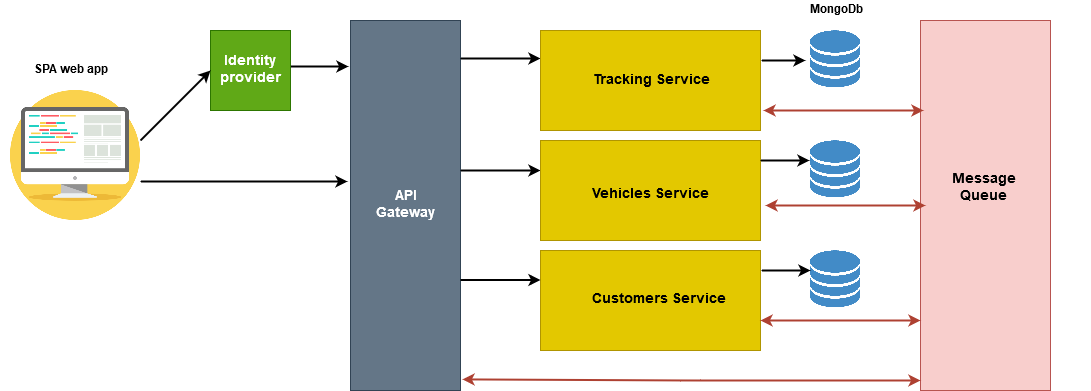 SPA web app
Identity
provider
API
Gateway
Tracking Service
Vehicles Service
Customers Service
MongoDb
Message
Queue